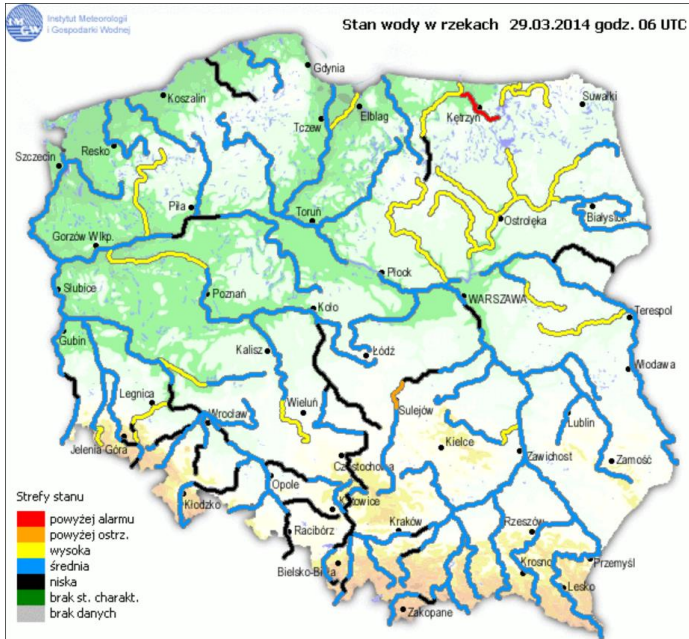 Instytut Meteorologii
i Gospodarki Wodnej
IMGW
Stan wody w rzekach 29.03.2014 godz. 06 UTC
Gdynia
Koszalin
Suwałki
Tczew
Elbląg
Kętrzyn
Resko
Szczecin
Piła
Toruń
Ostrołęka
Białystok
Gorzów Wlkp.
Płock
Słubice
Poznań
WARSZAWA
Koło
Terespol
Gubin
Kalisz
Łódź
Włodawa
Legnica
Wieluń
Sulejów
Wrocław
Lublin
Jelenia Góra
Kielce
Zawichost
Zamość
Częstochowa
Opole
Kłodzko
Katowice
Racibórz
Kraków
Rzeszów
Przemyśl
Bielsko-Biała
Krosno
Lesko
Zakopane
Strefy stanu
powyżej alarmu
powyżej ostrz.
wysoka
średnia
niska
brak st. charakt.
brak danych